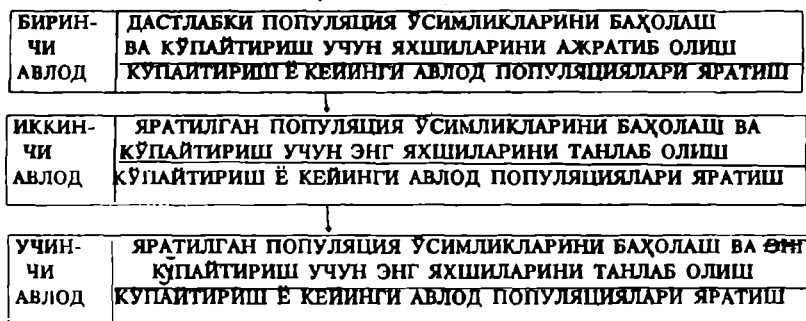 БИРИН- ДАСТЛАБКИ ПОПУЛЯЦИЯ ЎСИМЛИКЛАРИНИ БАҲОЛАШ
ЧИ ВА КЎПАЙТИРИШ УЧУН ЯХШИЛАРИНИ АЖРАТИБ ОЛИШ
АВЛОД КЎПАЙТИРИШ Ё КЕЙИНГИ АВЛОД ПОПУЛЯЦИЯЛАРИ ЯРАТИШ
ИККИН- ЯРАТИЛГАН ПОПУЛЯЦИЯ ЎСИМЛИКЛАРИНИ БАҲОЛАШ ВА
ЧИ КЎПАЙТИРИШ УЧУН ЭНГ ЯХШИЛАРИНИ ТАНЛАБ ОЛИШ
АВЛОД КЎПАЙТИРИШ Ё КЕЙИНГИ АВЛОД ПОПУЛЯЦИЯЛАРИ ЯРАТИШ
УЧИН- ЯРАТИЛГАН ПОПУЛЯЦИЯ ЎСИМЛИКЛАРИНИ БАҲОЛАШ ВА ЭНГ
ЧИ КЎПАЙТИРИШ УЧУН ЭНГ ЯХШИЛАРИНИ ТАНЛАБ ОЛИШ
АВЛОД КЎПАЙТИРИШ Ё КЕЙИНГИ АВЛОД ПОПУЛЯЦИЯЛАРИ ЯРАТИШ